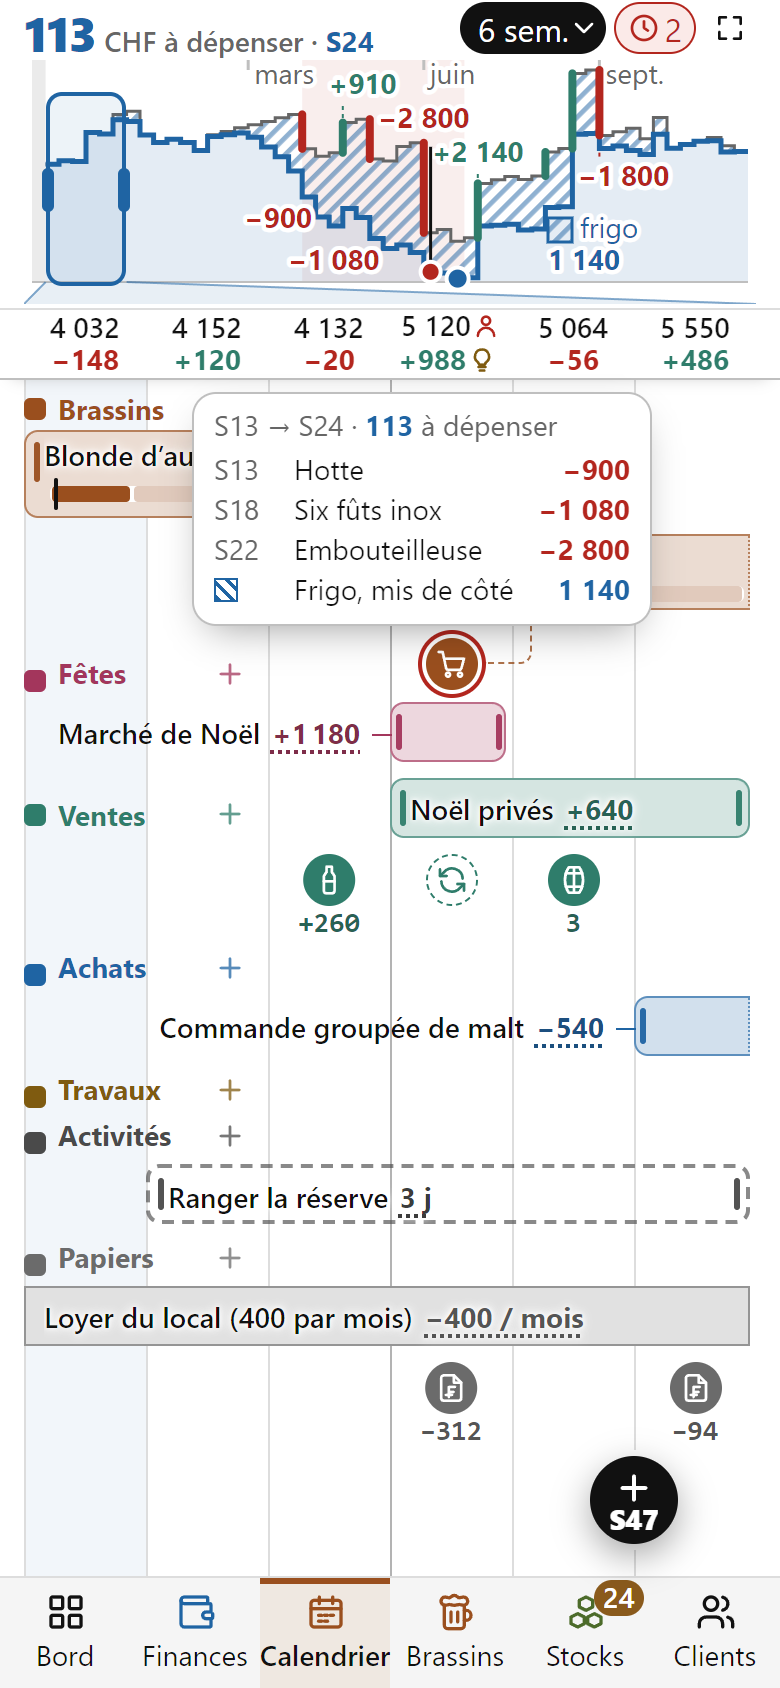 113 CHF à dépenser · S24
6 sem.
2
mars
juin
sept.
+910
−2 800
+2 140
−1 800
−900
frigo
−1 080
1 140
4 032 4 152 4 132 5 120 5 064 5 550
−148 +120 −20 +988 −56 +486
Brassins
S13 → S24 · 113 à dépenser
Blonde d’au
S13 Hotte −900
S18 Six fûts inox −1 080
S22 Embouteilleuse −2 800
Frigo, mis de côté 1 140
Fêtes +
Marché de Noël +1 180
Ventes +
Noël privés +640
+260
3
Achats +
Commande groupée de malt −540
Travaux +
Activités +
Ranger la réserve 3 j
Papiers +
Loyer du local (400 par mois) −400 / mois
−312
−94
+
S47
24
Bord Finances Calendrier Brassins Stocks Clients